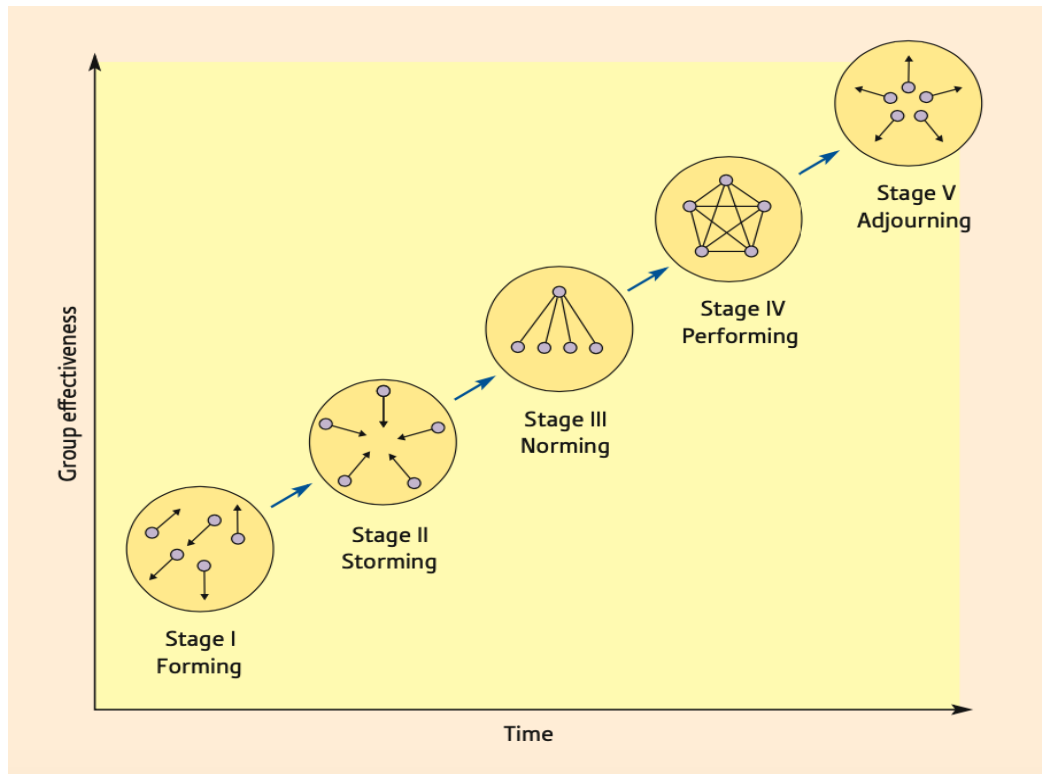 Group effectiveness
Stage I
Forming
Stage II
Storming
Stage III
Norming
Stage IV
Performing
Stage V
Adjourning
Time